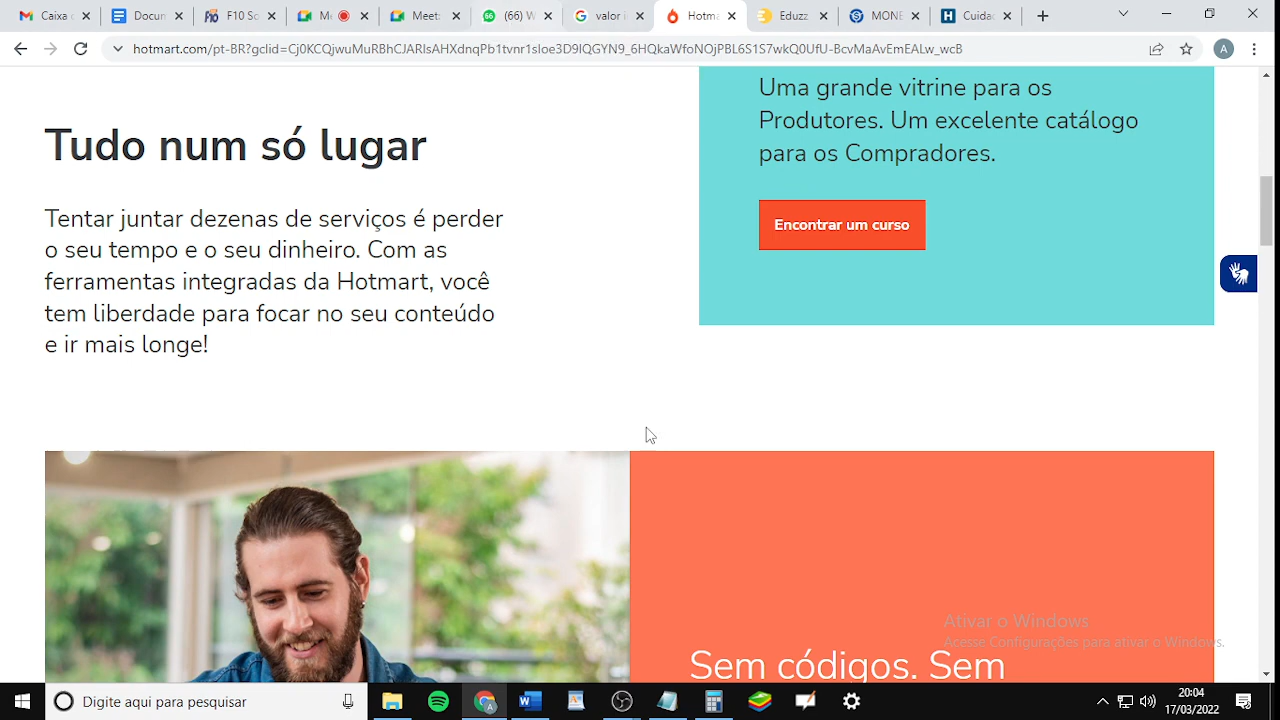 Caixa d
Docum
F10 Sc
Me
Meet:
(66) W
valor i
Hotma
Eduzz
MONE
Cuida
hotmart.com/pt-BR?gclid=Cj0KCQjwuMuRBhCJARIsAHXdnqPb1tvnr1sloe3D9IQGYN9_6HQkaWfoNOjPBL6S1S7wkQ0UfU-BcvMaAvEmEALw_wcB
A
Uma grande vitrine para os
Produtores. Um excelente catálogo
para os Compradores.
Encontrar um curso
Tudo num só lugar
Tentar juntar dezenas de serviços é perder
o seu tempo e o seu dinheiro. Com as
ferramentas integradas da Hotmart, você
tem liberdade para focar no seu conteúdo
e ir mais longe!
Sem códigos. Sem
Ativar o Windows
Acesse Configurações para ativar o Windows.
Digite aqui para pesquisar
20:04
17/03/2022